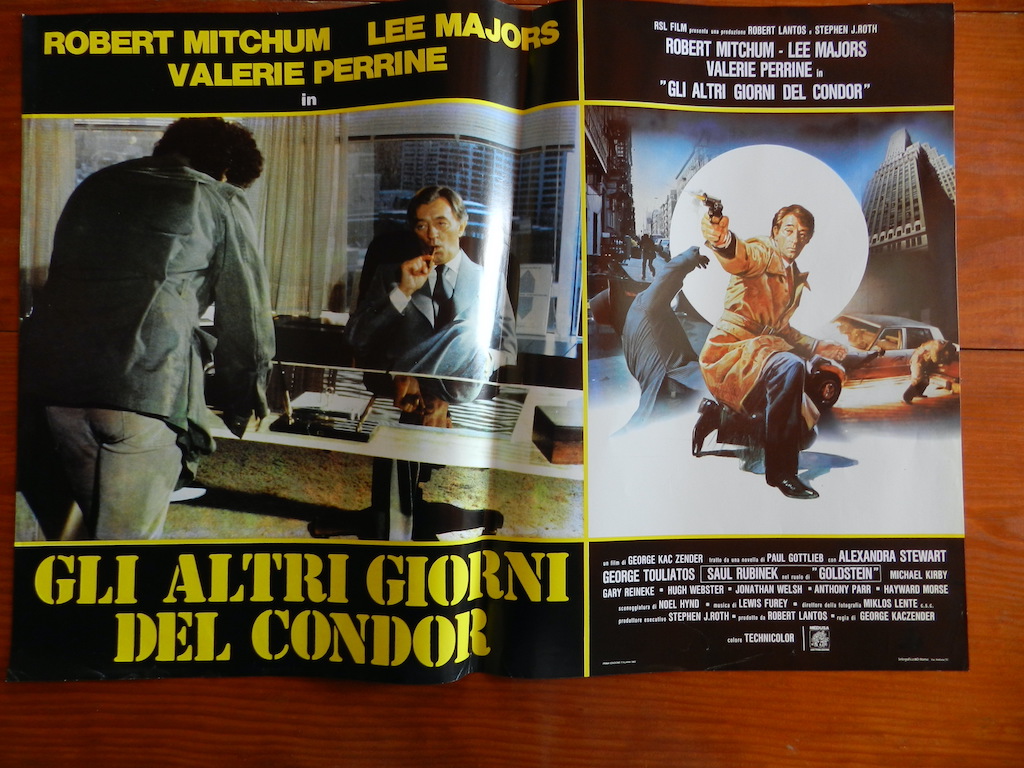 ROBERT MITCHUM LEE MAJORS
VALERIE PERRINE
in
GLI ALTRI GIORNI
DEL CONDOR
RSL FILM presenta una produzione ROBERT LANTOS e STEPHEN J. ROTH
ROBERT MITCHUM - LEE MAJORS
VALERIE PERRINE in
"GLI ALTRI GIORNI DEL CONDOR"
un film di GEORGE KAC ZENDER tratto da una novella di PAUL GOTTLIEB con ALEXANDRA STEWART
GEORGE TOULIATOS SAUL RUBINEK nel ruolo di "GOLDSTEIN" MICHAEL KIRBY
GARY REINEKE • HUGH WEBSTER • JONATHAN WELSH • ANTHONY PARR • HAYWARD MORSE
sceneggiatura di NOEL HYND • musica di LEWIS FUREY • direttore della fotografia MIKLOS LENTE c.s.c.
produttore esecutivo STEPHEN J. ROTH • prodotto da ROBERT LANTOS • regia di GEORGE KACZENDER
colore TECHNICOLOR
MEDUSA